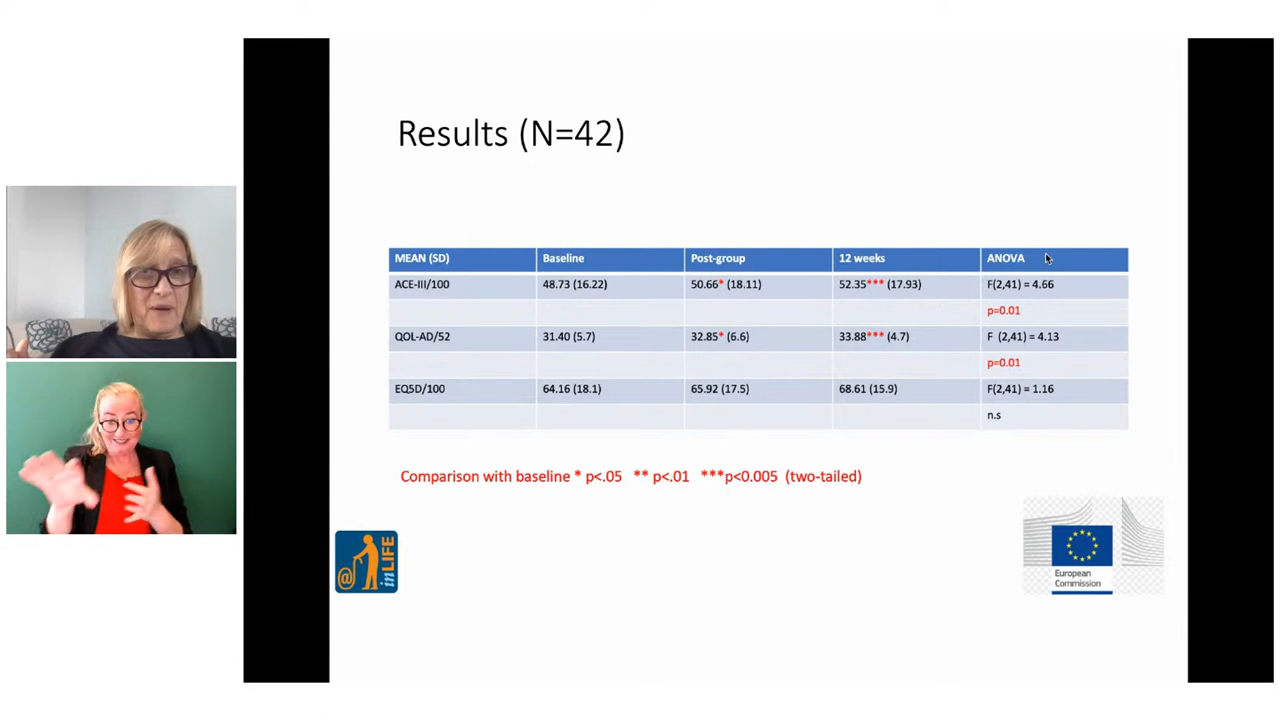 Results (N=42)
MEAN (SD) Baseline Post-group 12 weeks ANOVA
ACE-III/100 48.73 (16.22) 50.66* (18.11) 52.35*** (17.93) F(2,41) = 4.66
p=0.01
QOL-AD/52 31.40 (5.7) 32.85* (6.6) 33.88*** (4.7) F (2,41) = 4.13
p=0.01
EQ5D/100 64.16 (18.1) 65.92 (17.5) 68.61 (15.9) F(2,41) = 1.16
n.s
Comparison with baseline * p<.05 ** p<.01 ***p<0.005 (two-tailed)
@ inLIFE
European
Commission